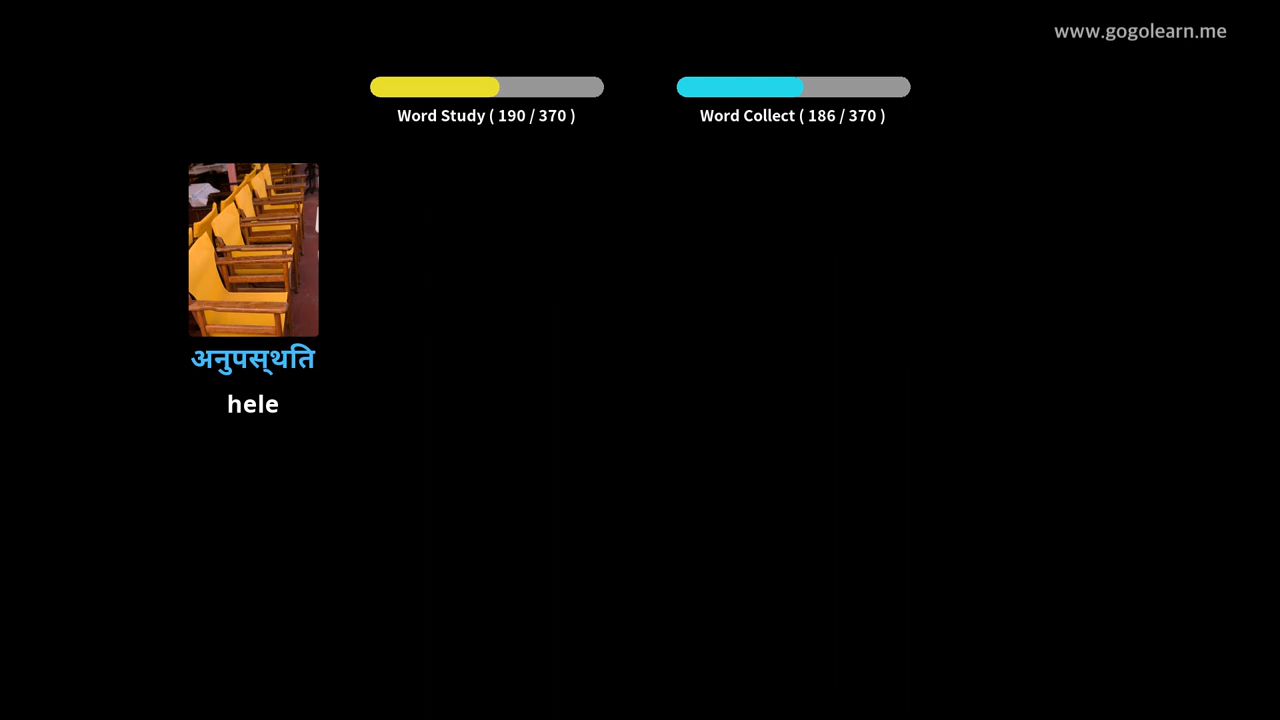 www.gogolearn.me
Word Study ( 190 / 370 )
Word Collect ( 186 / 370 )
अनुपस्थति
hele